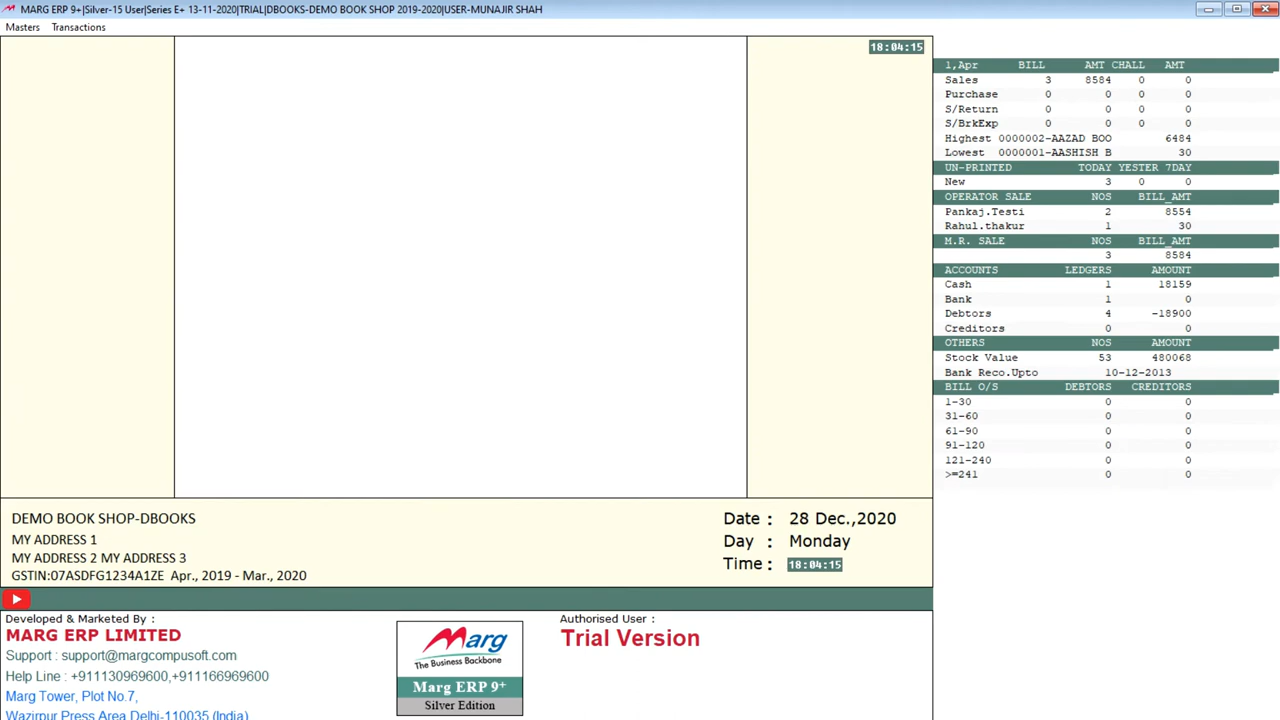 MARG ERP 9+|Silver-15 User|Series E+ 13-11-2020|TRIAL|DBOOKS-DEMO BOOK SHOP 2019-2020|USER-MUNAJIR SHAH
Masters Transactions
18:04:15
1,Apr BILL AMT CHALL AMT
Sales 3 8584 0 0
Purchase 0 0 0 0
S/Return 0 0 0 0
S/BrkExp 0 0 0 0
Highest 0000002-AAZAD BOO 6484
Lowest 0000001-AASHISH B 30
UN-PRINTED TODAY YESTER 7DAY
New 3 0 0
OPERATOR SALE NOS BILL_AMT
Pankaj.Testi 2 8554
Rahul.thakur 1 30
M.R. SALE NOS BILL_AMT
3 8584
ACCOUNTS LEDGERS AMOUNT
Cash 1 18159
Bank 1 0
Debtors 4 -18900
Creditors 0 0
OTHERS NOS AMOUNT
Stock Value 53 480068
Bank Reco.Upto 10-12-2013
BILL O/S DEBTORS CREDITORS
1-30 0 0
31-60 0 0
61-90 0 0
91-120 0 0
121-240 0 0
>=241 0 0
DEMO BOOK SHOP-DBOOKS
MY ADDRESS 1
MY ADDRESS 2 MY ADDRESS 3
GSTIN:07ASDFG1234A1ZE Apr., 2019 - Mar., 2020
Date : 28 Dec.,2020
Day : Monday
Time : 18:04:15
Developed & Marketed By :
MARG ERP LIMITED
Support : support@margcompusoft.com
Help Line : +911130969600,+911166969600
Marg Tower, Plot No.7,
Wazirpur Press Area Delhi-110035 (India)
Marg
The Business Backbone
Marg ERP 9+
Silver Edition
Authorised User :
Trial Version